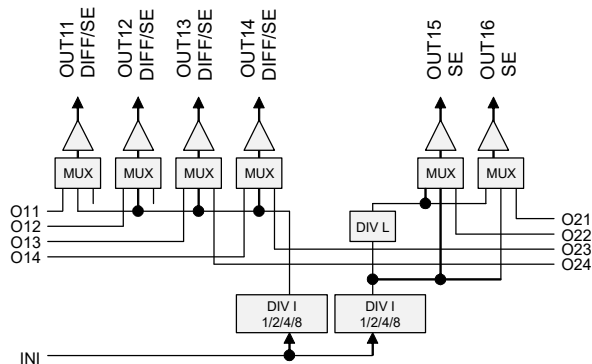 OUT11
DIFF/SE
OUT12
DIFF/SE
OUT13
DIFF/SE
OUT14
DIFF/SE
OUT15
SE
OUT16
SE
MUX
MUX
MUX
MUX
MUX
MUX
O11
O12
O13
O14
DIV L
O21
O22
O23
O24
DIV I
1/2/4/8
DIV I
1/2/4/8
INI